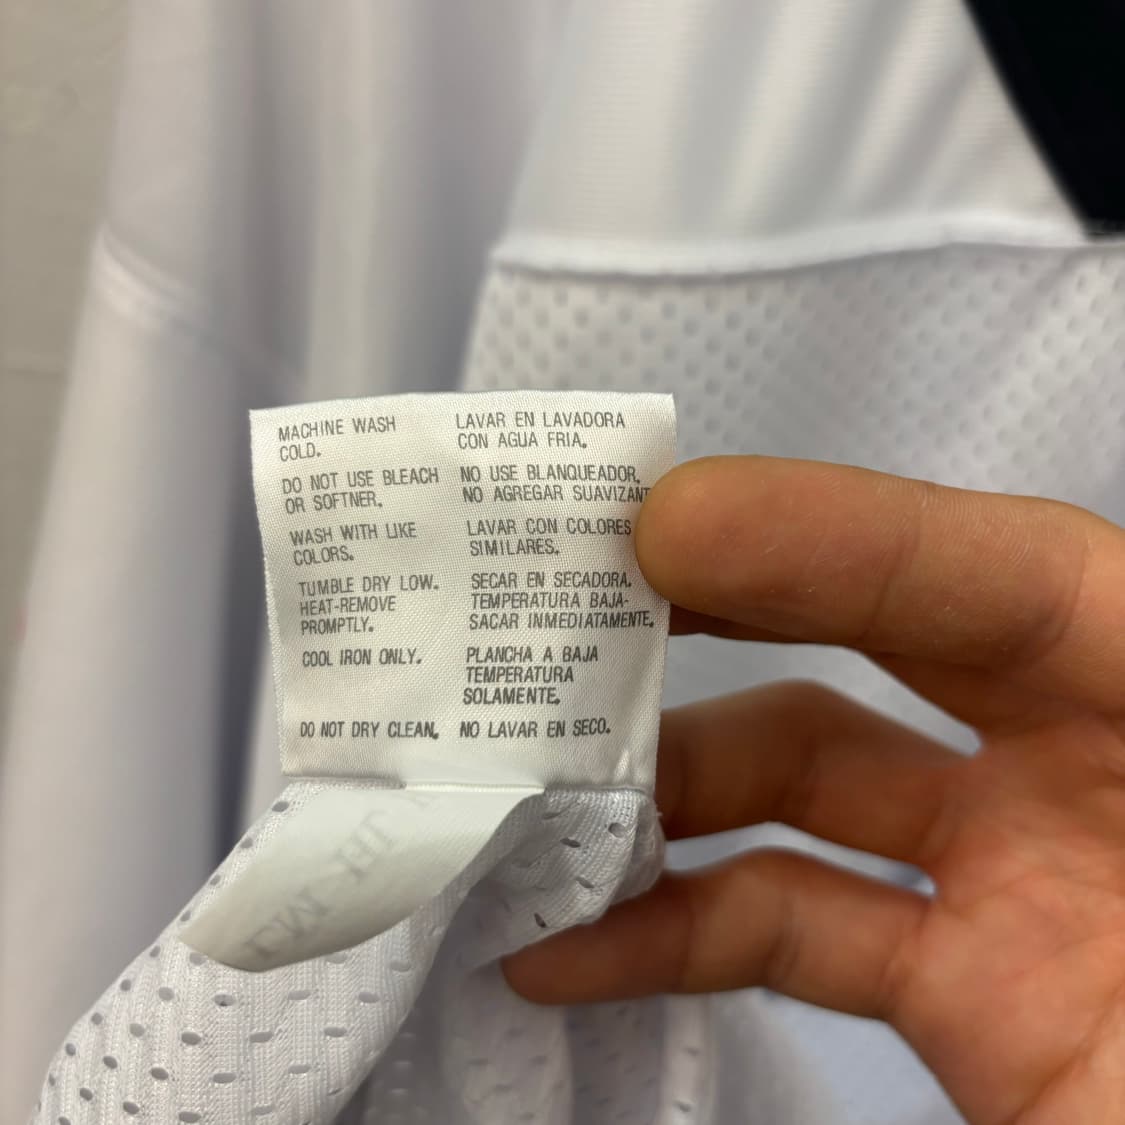 MACHINE WASH
COLD.
DO NOT USE BLEACH
OR SOFTNER.
WASH WITH LIKE
COLORS.
TUMBLE DRY LOW.
HEAT-REMOVE
PROMPTLY.
COOL IRON ONLY.
DO NOT DRY CLEAN.
LAVAR EN LAVADORA
CON AGUA FRIA.
NO USE BLANQUEADOR.
NO AGREGAR SUAVIZANT
LAVAR CON COLORES
SIMILARES.
SECAR EN SECADORA.
TEMPERATURA BAJA-
SACAR INMEDIATAMENTE.
PLANCHA A BAJA
TEMPERATURA
SOLAMENTE.
NO LAVAR EN SECO.